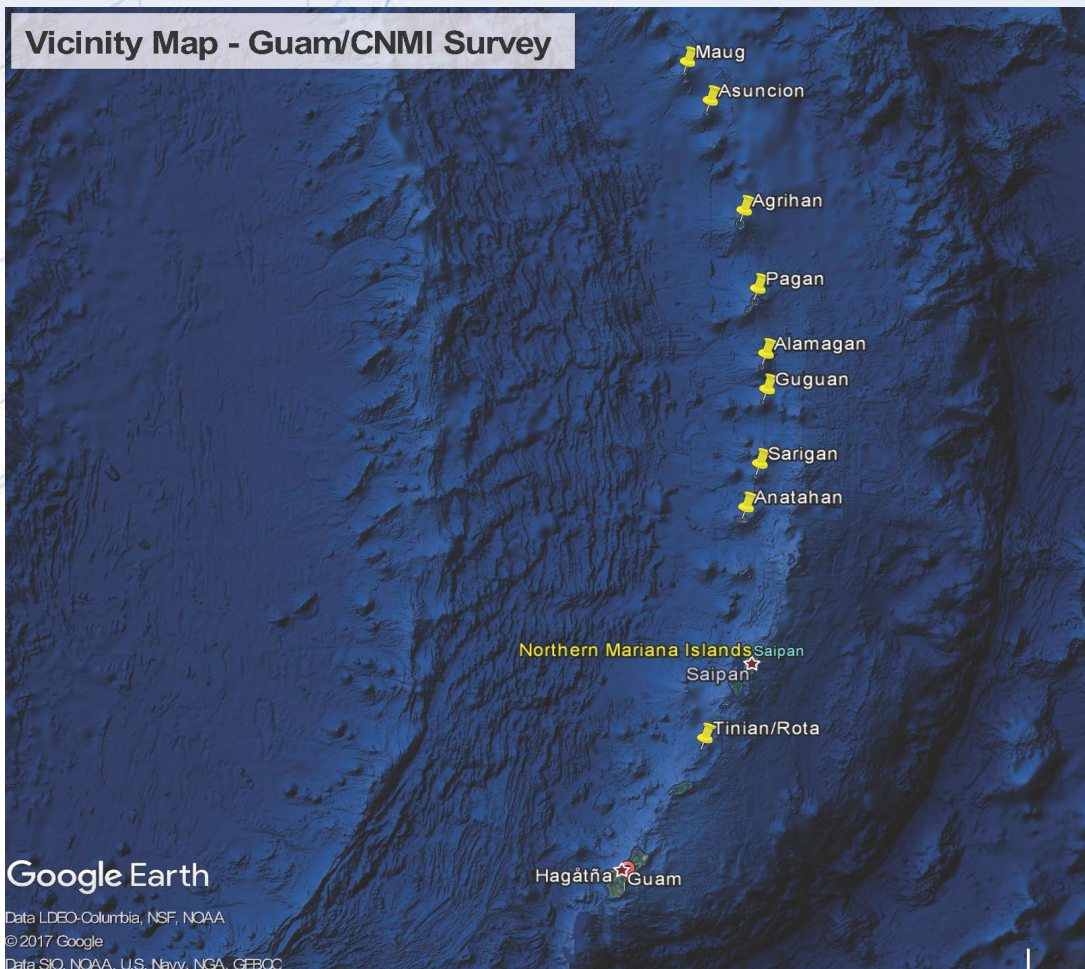 Vicinity Map - Guam/CNMI Survey
Maug
Asuncion
Agrihan
Pagan
Alamagan
Guguan
Sarigan
Anatahan
Northern Mariana Islands Saipan
Saipan
Tinian/Rota
Hagåtña Guam
Google Earth
Data LDEO-Columbia, NSF, NOAA
© 2017 Google
Data SIO, NOAA, U.S. Navy, NGA, GEBCO